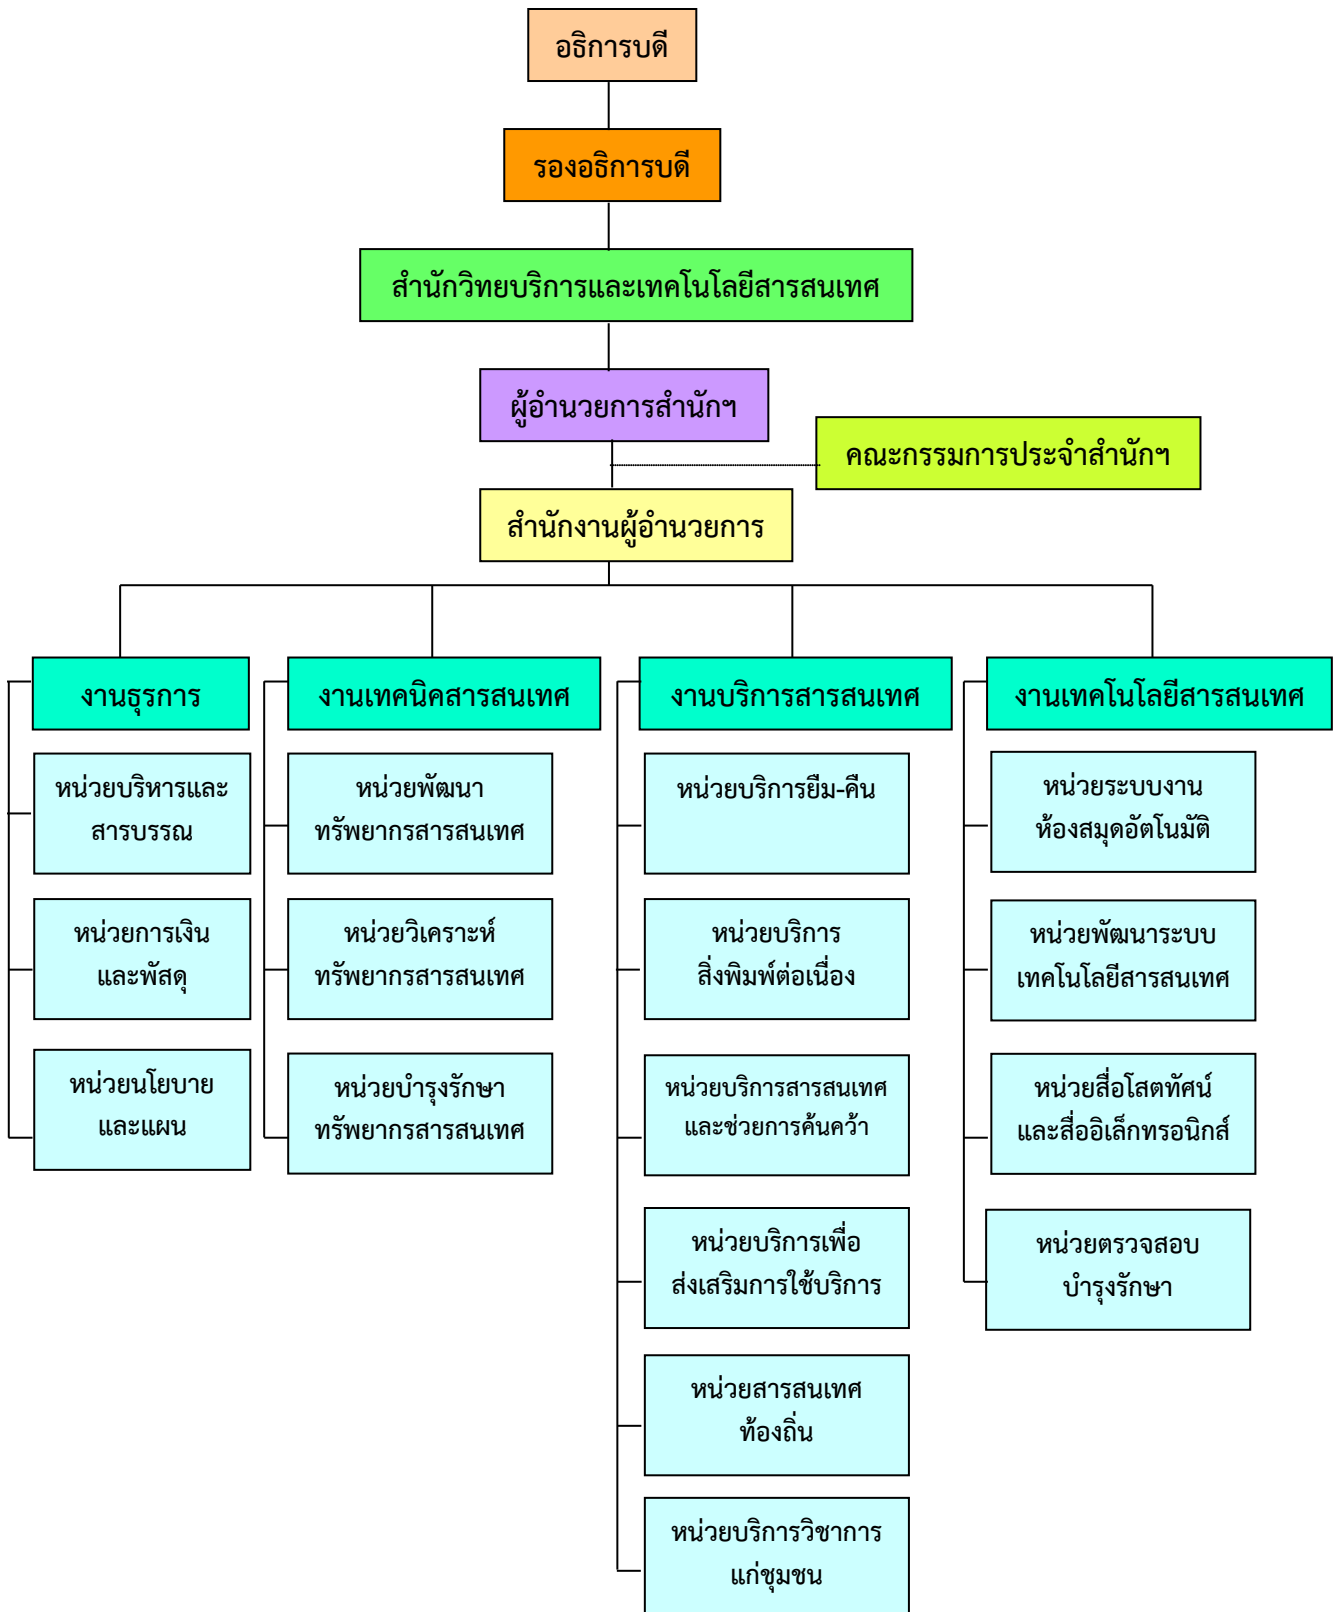 อธิการบดี
รองอธิการบดี
สำนักวิทยบริการและเทคโนโลยีสารสนเทศ
ผู้อำนวยการสำนักฯ
คณะกรรมการประจำสำนักฯ
สำนักงานผู้อำนวยการ
งานธุรการ
หน่วยบริหารและ
สารบรรณ
หน่วยการเงิน
และพัสดุ
หน่วยนโยบาย
และแผน
งานเทคนิคสารสนเทศ
หน่วยพัฒนา
ทรัพยากรสารสนเทศ
หน่วยวิเคราะห์
ทรัพยากรสารสนเทศ
หน่วยบำรุงรักษา
ทรัพยากรสารสนเทศ
งานบริการสารสนเทศ
หน่วยบริการยืม-คืน
หน่วยบริการ
สิ่งพิมพ์ต่อเนื่อง
หน่วยบริการสารสนเทศ
และช่วยการค้นคว้า
หน่วยบริการเพื่อ
ส่งเสริมการใช้บริการ
หน่วยสารสนเทศ
ท้องถิ่น
หน่วยบริการวิชาการ
แก่ชุมชน
งานเทคโนโลยีสารสนเทศ
หน่วยระบบงาน
ห้องสมุดอัตโนมัติ
หน่วยพัฒนาระบบ
เทคโนโลยีสารสนเทศ
หน่วยสื่อโสตทัศน์
และสื่ออิเล็กทรอนิกส์
หน่วยตรวจสอบ
บำรุงรักษา